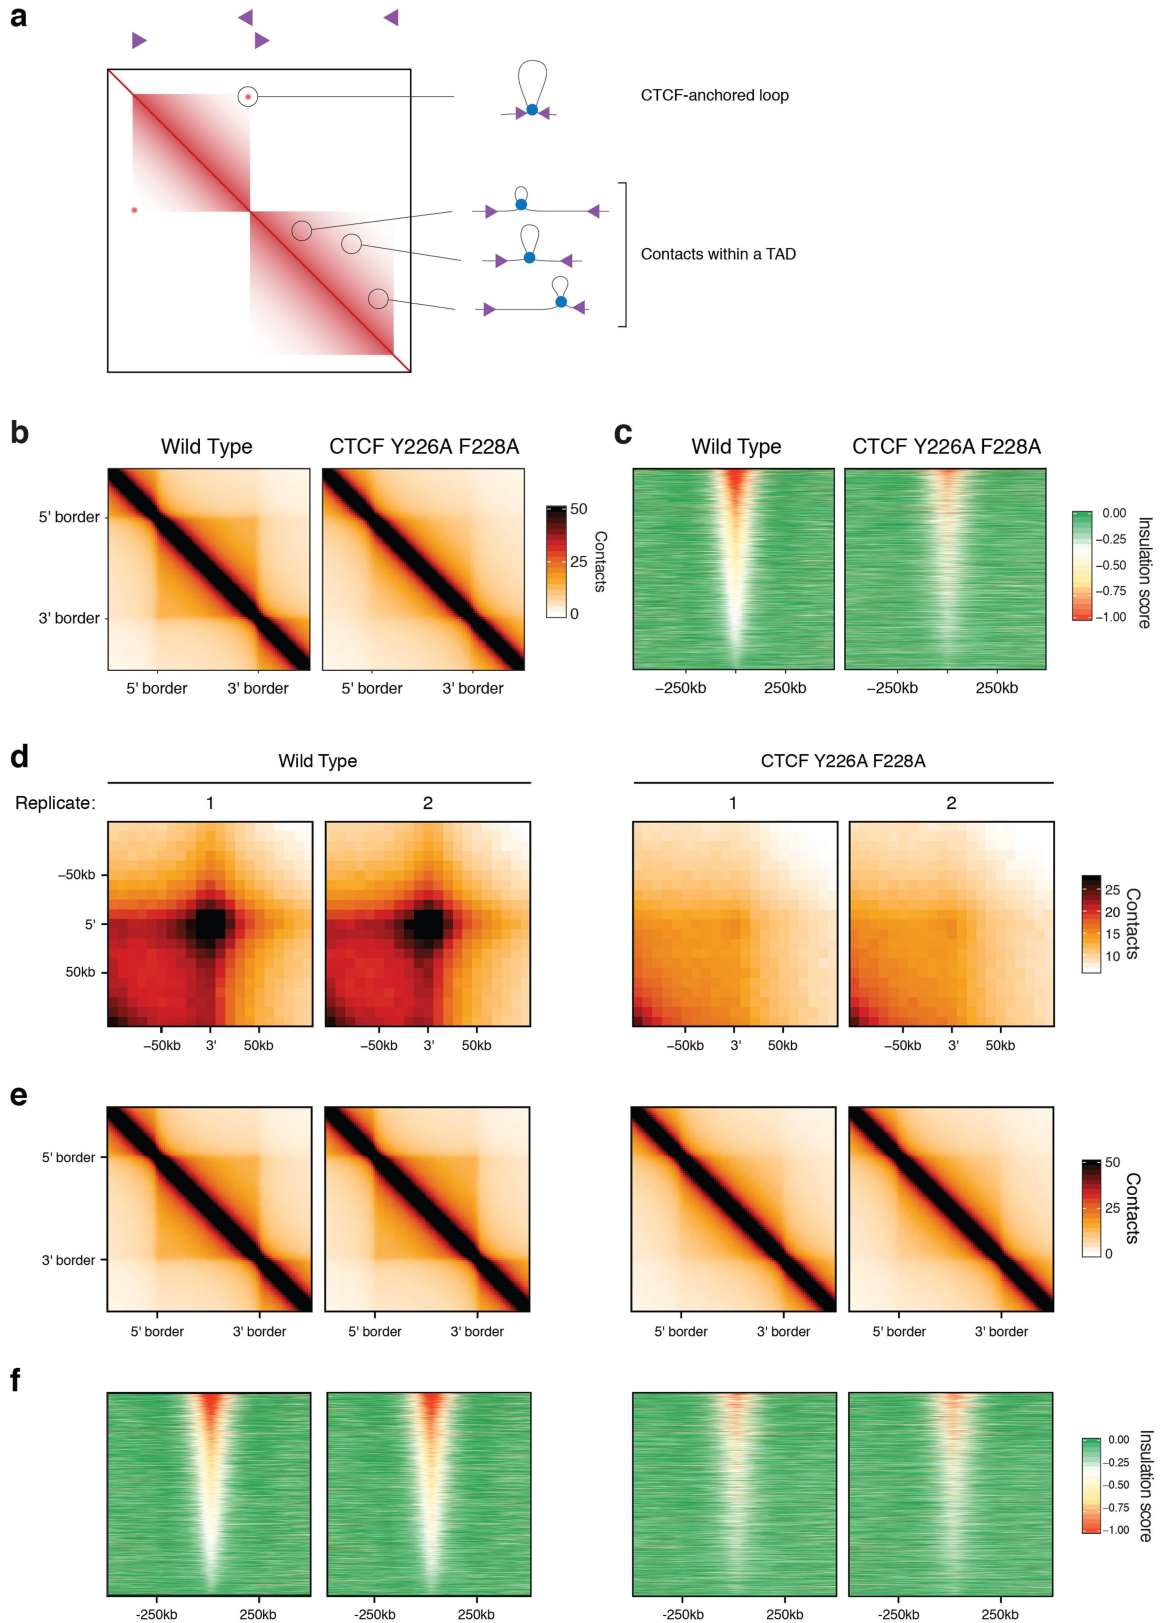 a
CTCF-anchored loop
Contacts within a TAD
b
Wild Type
CTCF Y226A F228A
5' border
3' border
5' border
3' border
5' border
3' border
50
25
0
Contacts
c
Wild Type
CTCF Y226A F228A
−250kb
250kb
−250kb
250kb
0.00
−0.25
−0.50
−0.75
−1.00
Insulation score
d
Wild Type
CTCF Y226A F228A
Replicate:
1
2
1
2
−50kb
5'
50kb
−50kb
3'
50kb
−50kb
3'
50kb
−50kb
3'
50kb
−50kb
3'
50kb
25
20
15
10
Contacts
e
5' border
3' border
5' border
3' border
5' border
3' border
5' border
3' border
5' border
3' border
50
25
0
Contacts
f
-250kb
250kb
-250kb
250kb
-250kb
250kb
-250kb
250kb
0.00
−0.25
−0.50
−0.75
−1.00
Insulation score